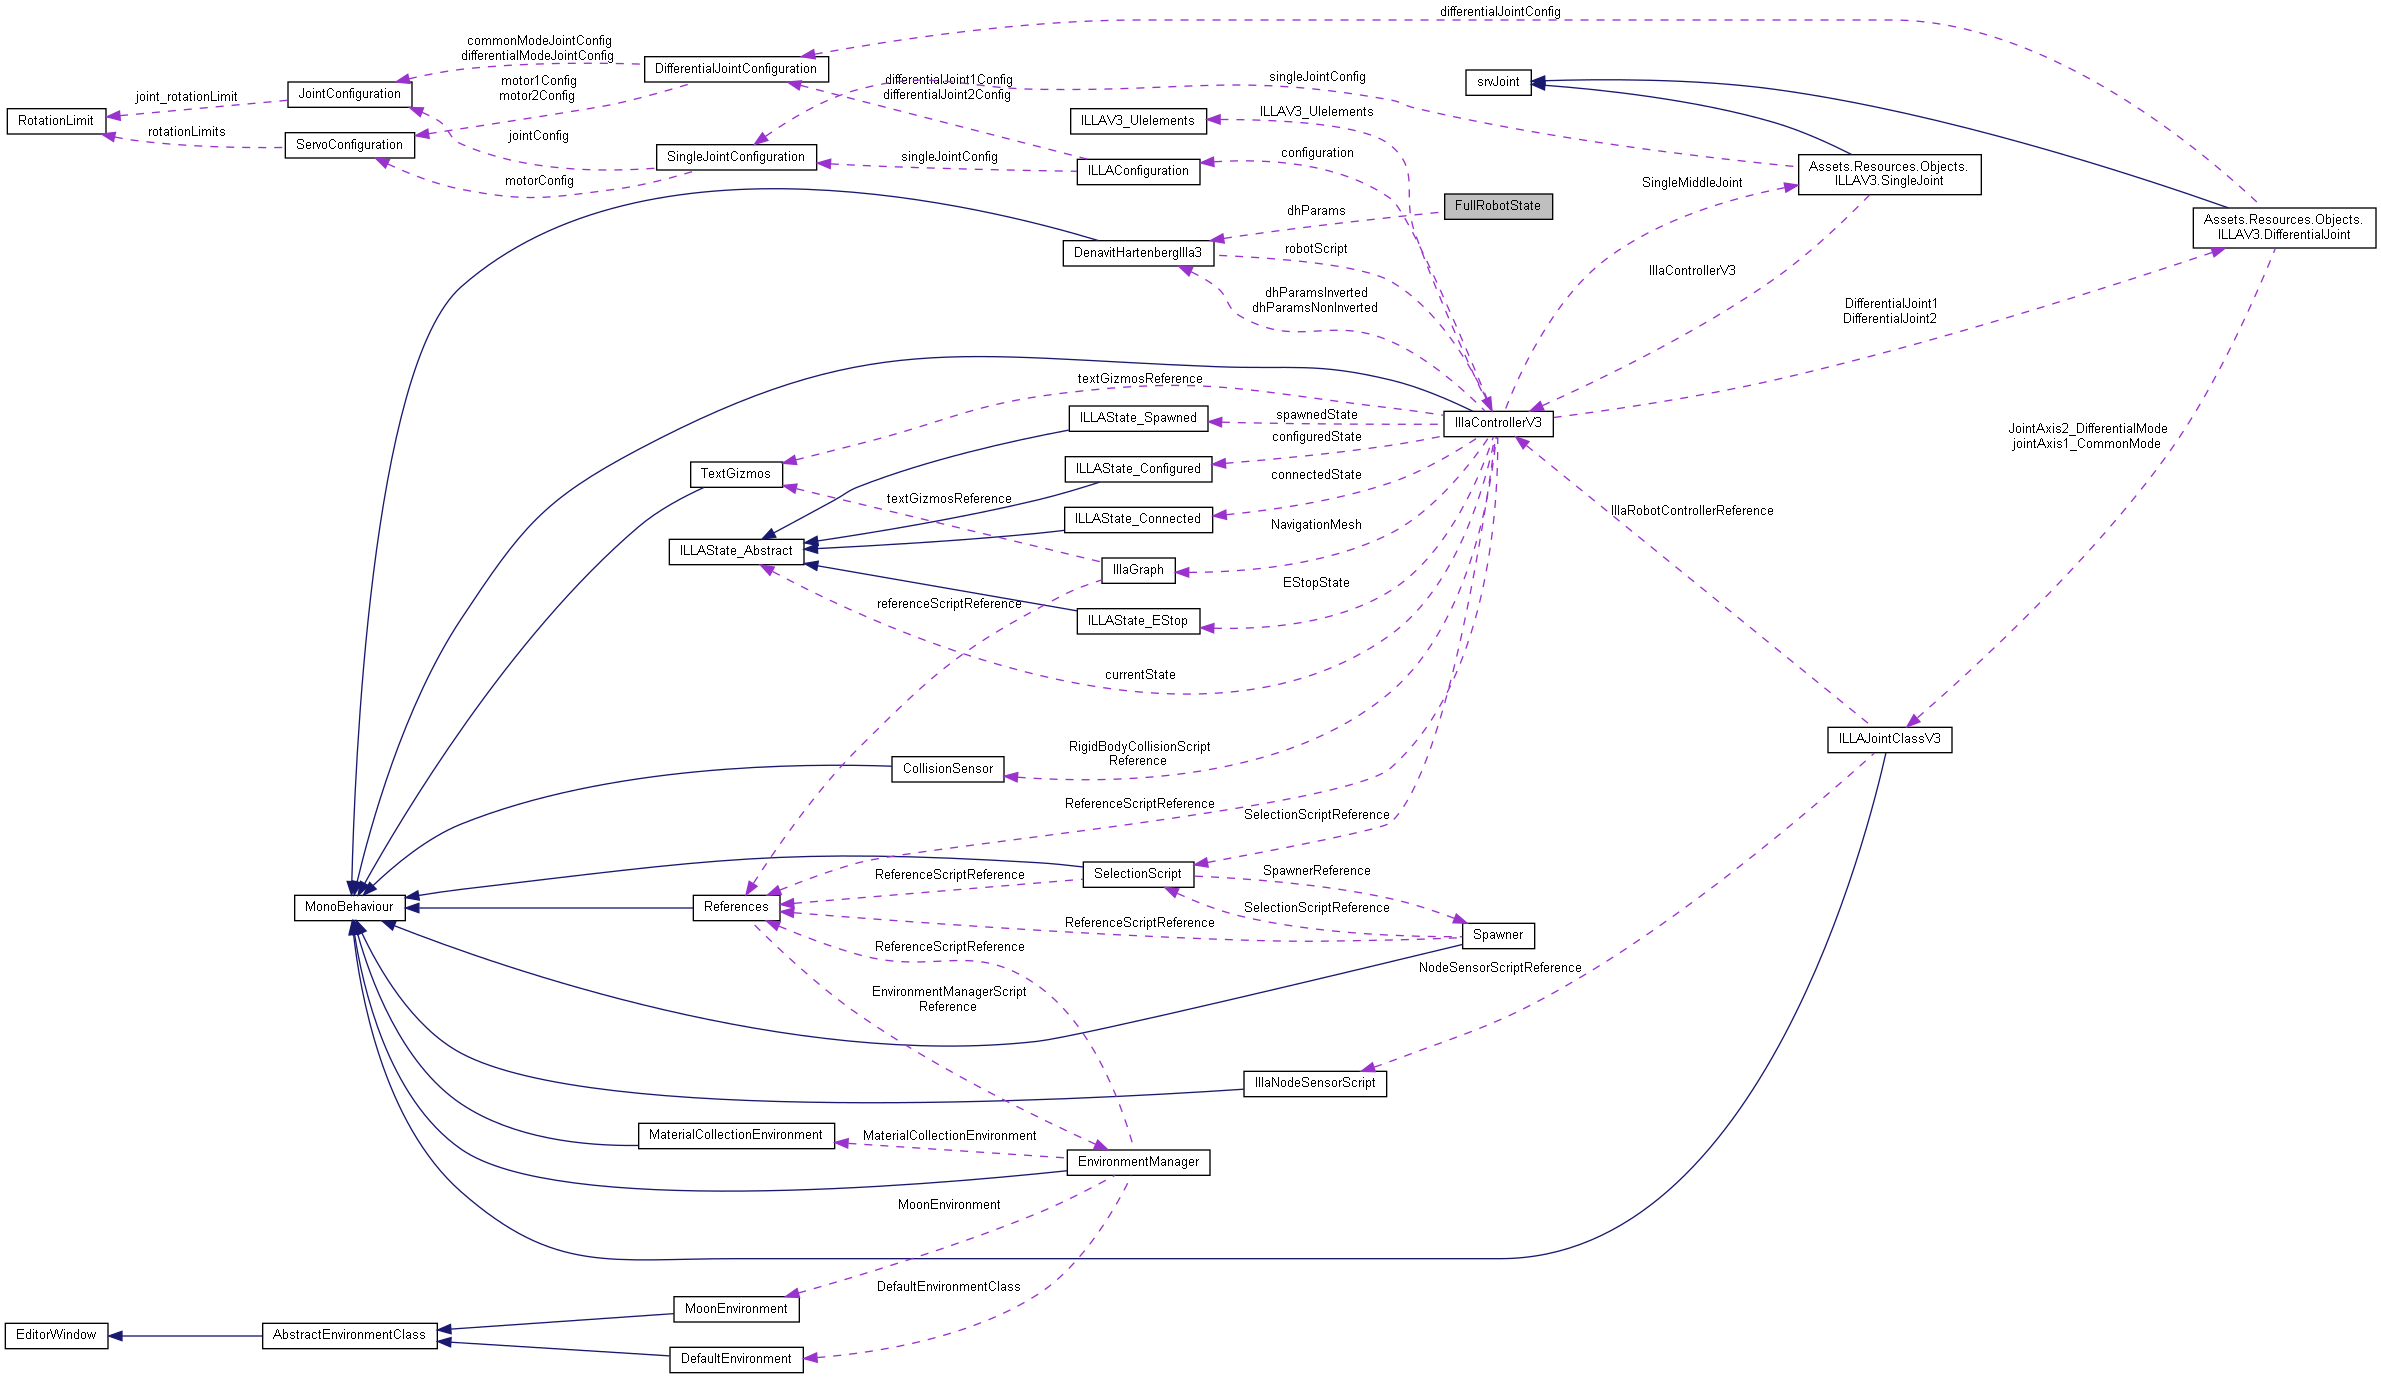 differentialJointConfig
commonModeJointConfig
differentialModeJointConfig
DifferentialJointConfiguration
motor1Config
motor2Config
differentialJoint1Config
differentialJoint2Config
singleJointConfig
srvJoint
JointConfiguration
joint_rotationLimit
RotationLimit
rotationLimits
ServoConfiguration
jointConfig
ILLAV3_UIelements
ILLAV3_UIelements
SingleJointConfiguration
singleJointConfig
motorConfig
configuration
ILLAConfiguration
Assets.Resources.Objects.
ILLAV3.SingleJoint
SingleMiddleJoint
FullRobotState
dhParams
Assets.Resources.Objects.
ILLAV3.DifferentialJoint
DenavitHartenbergIlla3
robotScript
IllaControllerV3
dhParamsInverted
dhParamsNonInverted
DifferentialJoint1
DifferentialJoint2
textGizmosReference
ILLAState_Spawned
spawnedState
IllaControllerV3
configuredState
ILLAState_Configured
JointAxis2_DifferentialMode
jointAxis1_CommonMode
TextGizmos
connectedState
textGizmosReference
ILLAState_Connected
IllaRobotControllerReference
NavigationMesh
ILLAState_Abstract
IllaGraph
EStopState
referenceScriptReference
ILLAState_EStop
currentState
ILLAJointClassV3
RigidBodyCollisionScript
Reference
CollisionSensor
ReferenceScriptReference
SelectionScriptReference
SelectionScript
ReferenceScriptReference
SpawnerReference
MonoBehaviour
References
SelectionScriptReference
ReferenceScriptReference
Spawner
ReferenceScriptReference
NodeSensorScriptReference
EnvironmentManagerScript
Reference
IllaNodeSensorScript
MaterialCollectionEnvironment
MaterialCollectionEnvironment
EnvironmentManager
MoonEnvironment
DefaultEnvironmentClass
MoonEnvironment
EditorWindow
AbstractEnvironmentClass
DefaultEnvironment